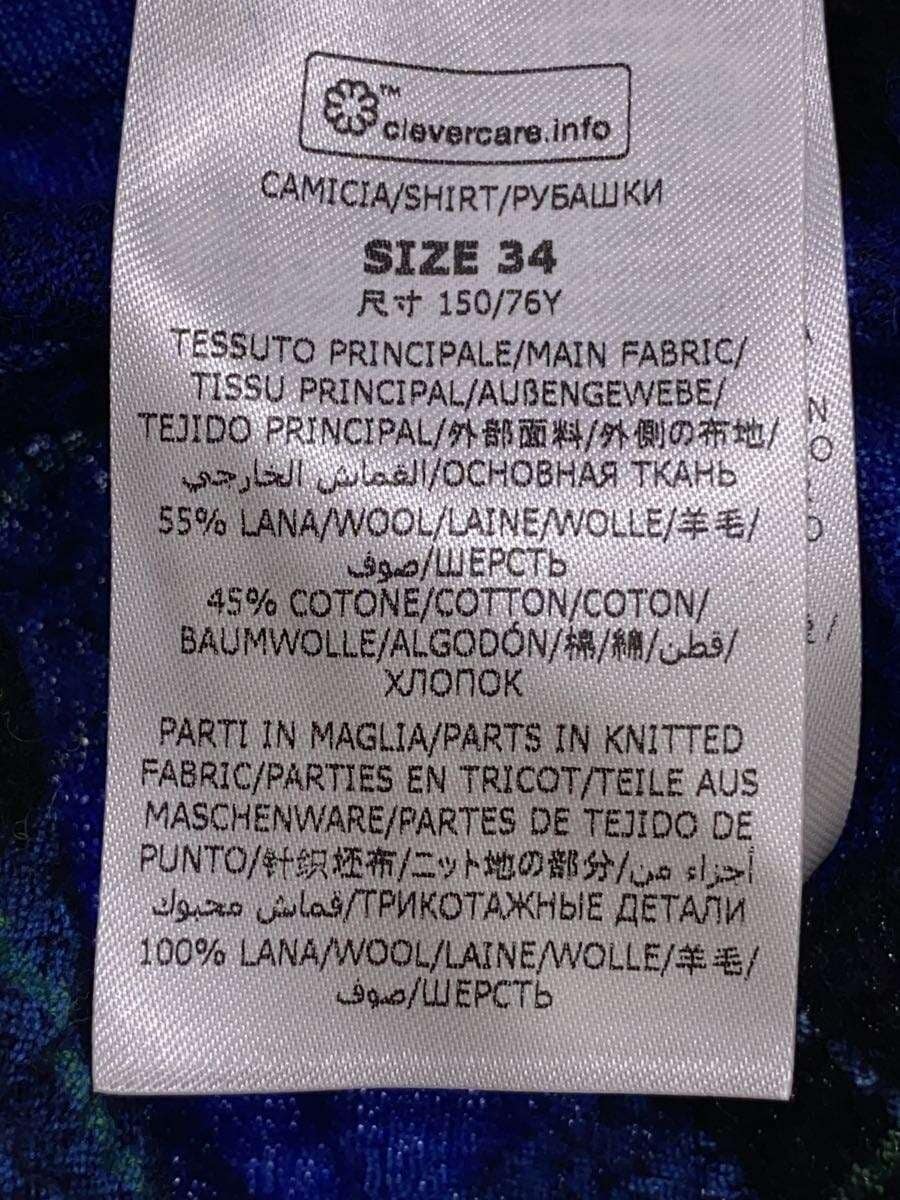 ™
clevercare.info
CAMICIA/SHIRT/РУБАШКИ
SIZE 34
尺寸 150/76Y
TESSUTO PRINCIPALE/MAIN FABRIC/
TISSU PRINCIPAL/AUßENGEWEBE/
TEJIDO PRINCIPAL/外部面料/外側の布地/
القماش الخارجي/ОСНОВНАЯ ТКАНЬ
55% LANA/WOOL/LAINE/WOLLE/羊毛/
صوف/ШЕРСТЬ
45% COTONE/COTTON/COTON/
BAUMWOLLE/ALGODÓN/棉/綿/قطن/
ХЛОПОК
PARTI IN MAGLIA/PARTS IN KNITTED
FABRIC/PARTIES EN TRICOT/TEILE AUS
MASCHENWARE/PARTES DE TEJIDO DE
PUNTO/针织坯布/ニット地の部分/أجزاء من
قماش محبوك/ТРИКОТАЖНЫЕ ДЕТАЛИ
100% LANA/WOOL/LAINE/WOLLE/羊毛/
صوف/ШЕРСТЬ